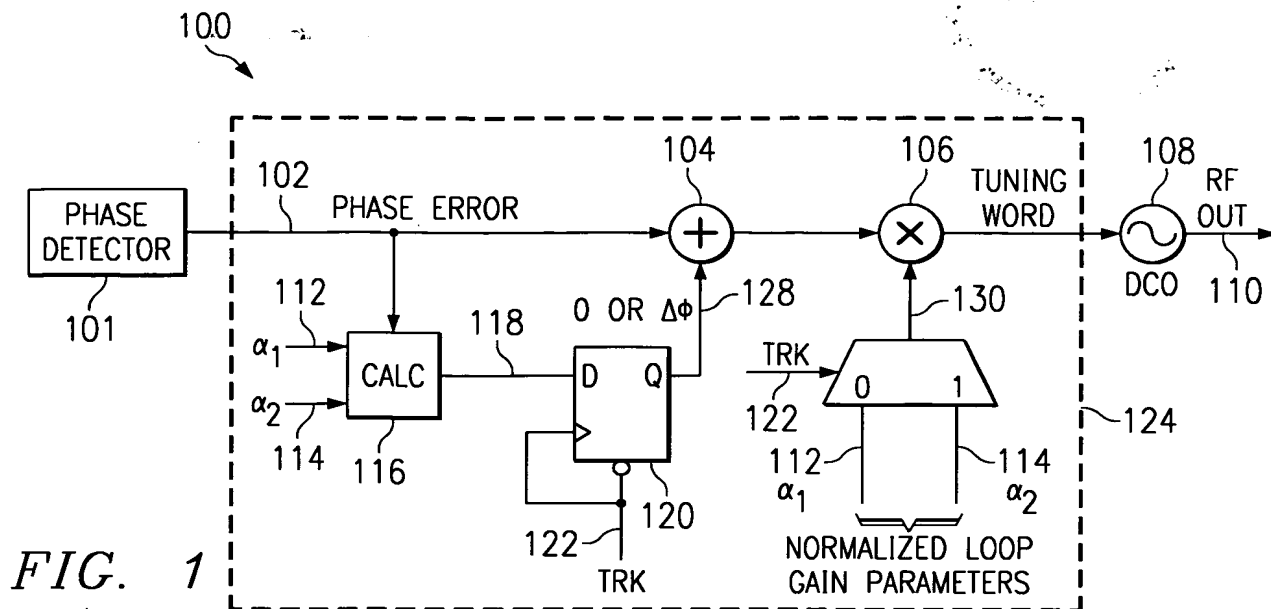 100
102
PHASE ERROR
104
106
TUNING
WORD
108
RF
OUT
PHASE
DETECTOR
101
+
×
DCO
110
112
α1
118
0 OR Δϕ
128
130
CALC
D Q
TRK
122
0 1
α2
114
116
120
112
α1
114
α2
124
122
TRK
NORMALIZED LOOP
GAIN PARAMETERS
FIG. 1